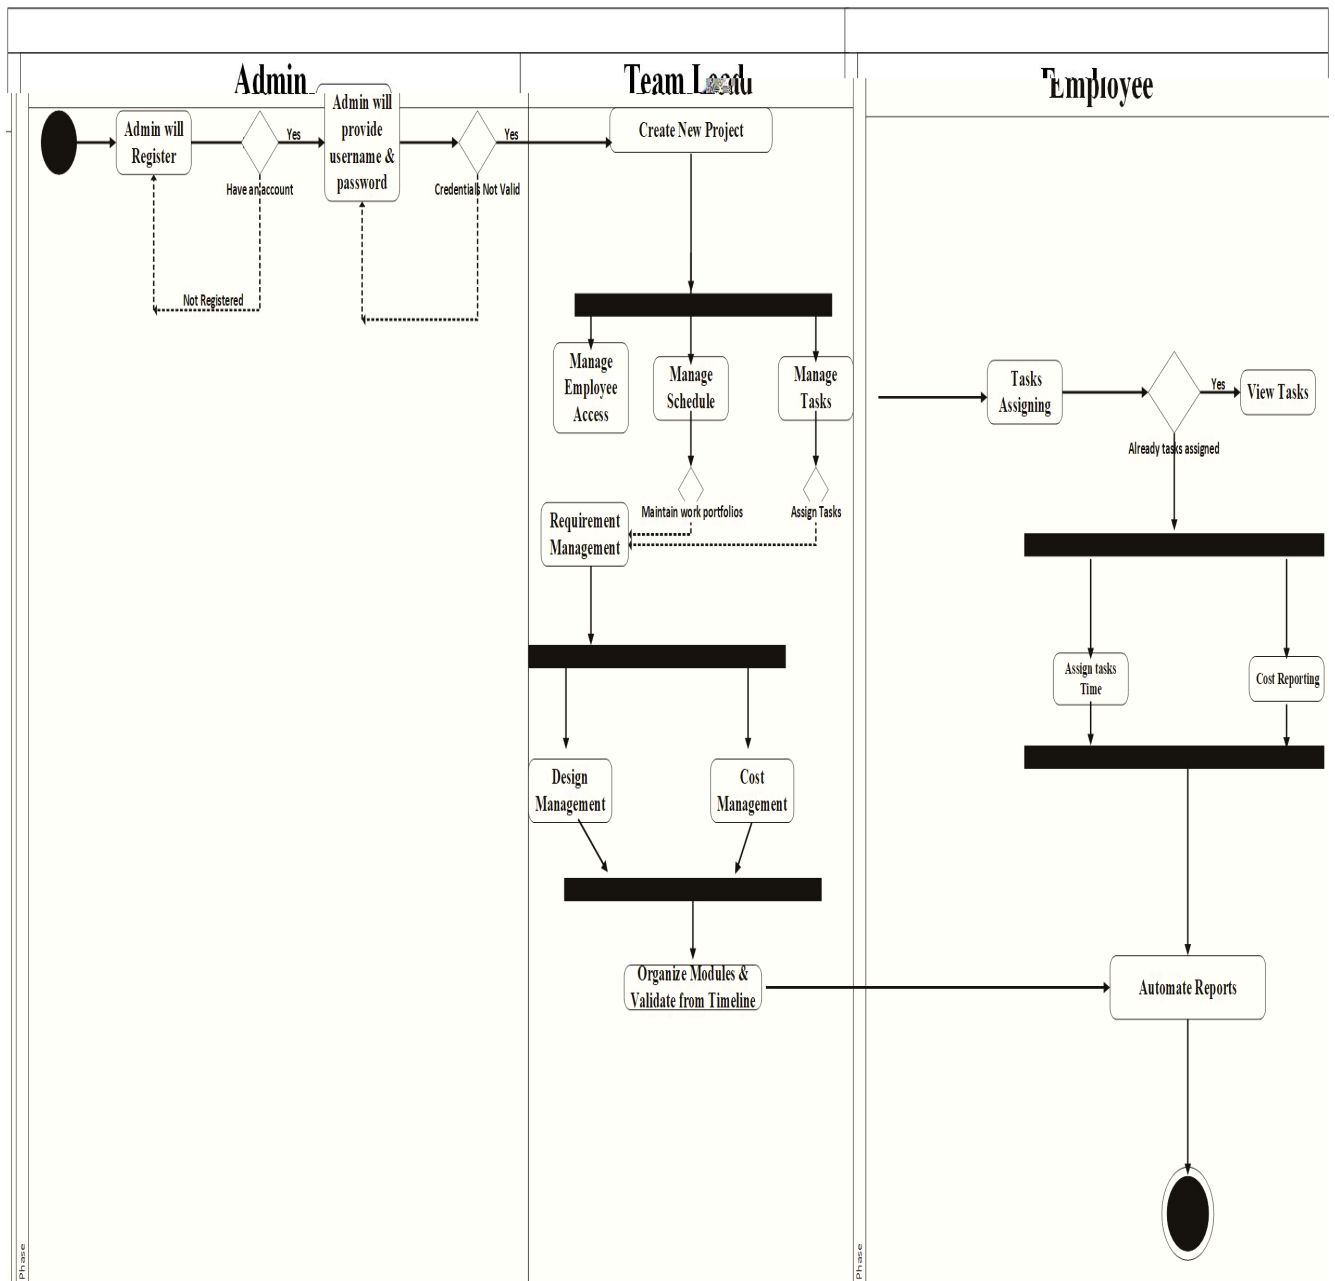 Admin
Team Lead
Employee
Admin will
Register
Yes
Have an account
Not Registered
Admin will
provide
username &
password
Yes
Credentials Not Valid
Create New Project
Manage
Employee
Access
Manage
Schedule
Manage
Tasks
Maintain work portfolios
Assign Tasks
Requirement
Management
Design
Management
Cost
Management
Organize Modules &
Validate from Timeline
Tasks
Assigning
Yes
View Tasks
Already tasks assigned
Assign tasks
Time
Cost Reporting
Automate Reports
Phase
Phase